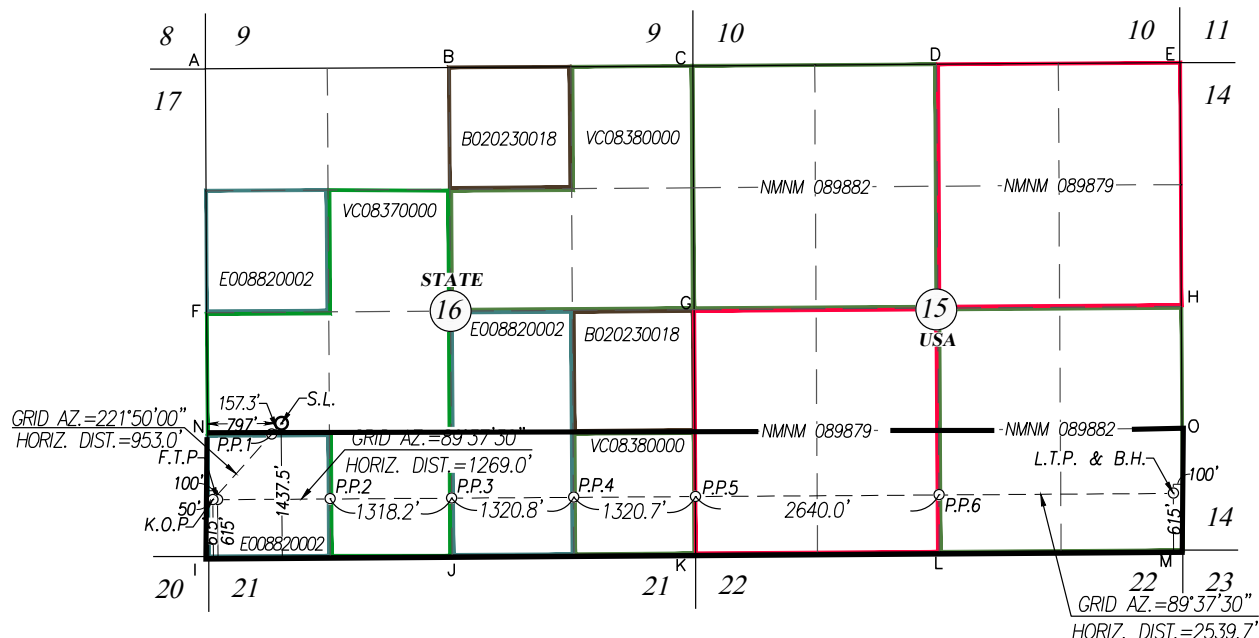 8 9 9 10 10 11
A B C D E
17 14
B020230018 VC08380000
NMNM 089882 NMNM 089879
VC08370000
E008820002
STATE
F 16 G 15 H
E008820002 B020230018
USA
157.3' S.L.
GRID AZ.=221°50'00"
HORIZ. DIST.=953.0'
797'
N P.P.1
GRID AZ.=89°37'30"
HORIZ. DIST.=1269.0'
VC08380000
NMNM 089879 NMNM 089882
O
F.T.P.
L.T.P. & B.H.
100' 100'
50'
K.O.P.
1437.5'
P.P.2 P.P.3 P.P.4 P.P.5 P.P.6
1318.2' 1320.8' 1320.7' 2640.0'
615' 615' 615'
14
E008820002
I J K L M
20 21 21 22 22 23
GRID AZ.=89°37'30"
HORIZ. DIST.=2539.7'